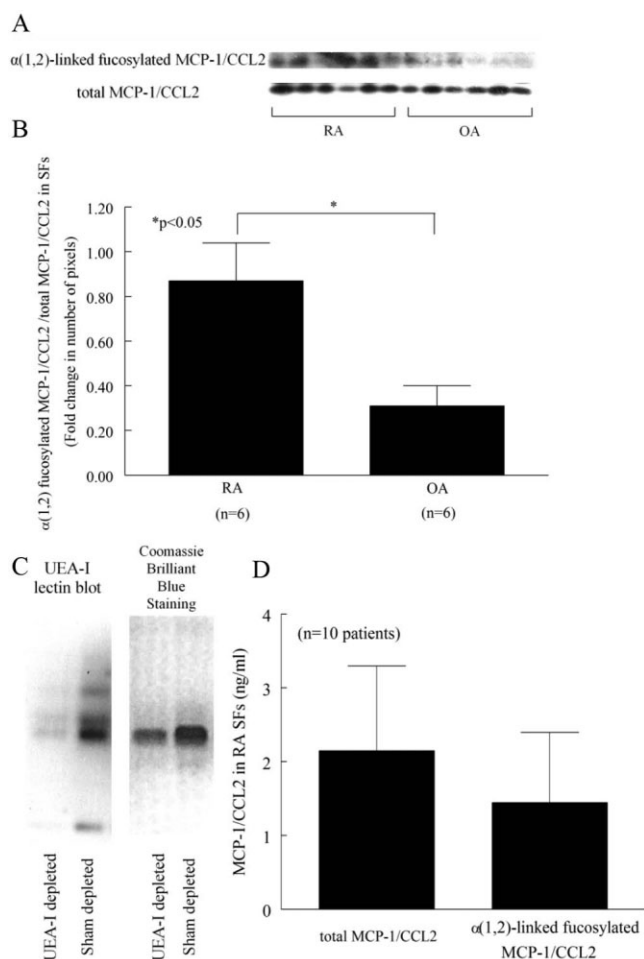 A
α(1,2)-linked fucosylated MCP-1/CCL2
total MCP-1/CCL2
RA OA
B
α(1,2) fucosylated MCP-1/CCL2 /total MCP-1/CCL2 in SFs
(Fold change in number of pixels)
1.20
1.00
0.80
0.60
0.40
0.20
0.00
*p<0.05
*
RA OA
(n=6) (n=6)
C
UEA-I
lectin blot
Coomassie
Brilliant
Blue
Staining
UEA-I depleted
Sham depleted
UEA-I depleted
Sham depleted
D
MCP-1/CCL2 in RA SFs (ng/ml)
4
3
2
1
0
(n=10 patients)
total MCP-1/CCL2
α(1,2)-linked fucosylated
MCP-1/CCL2